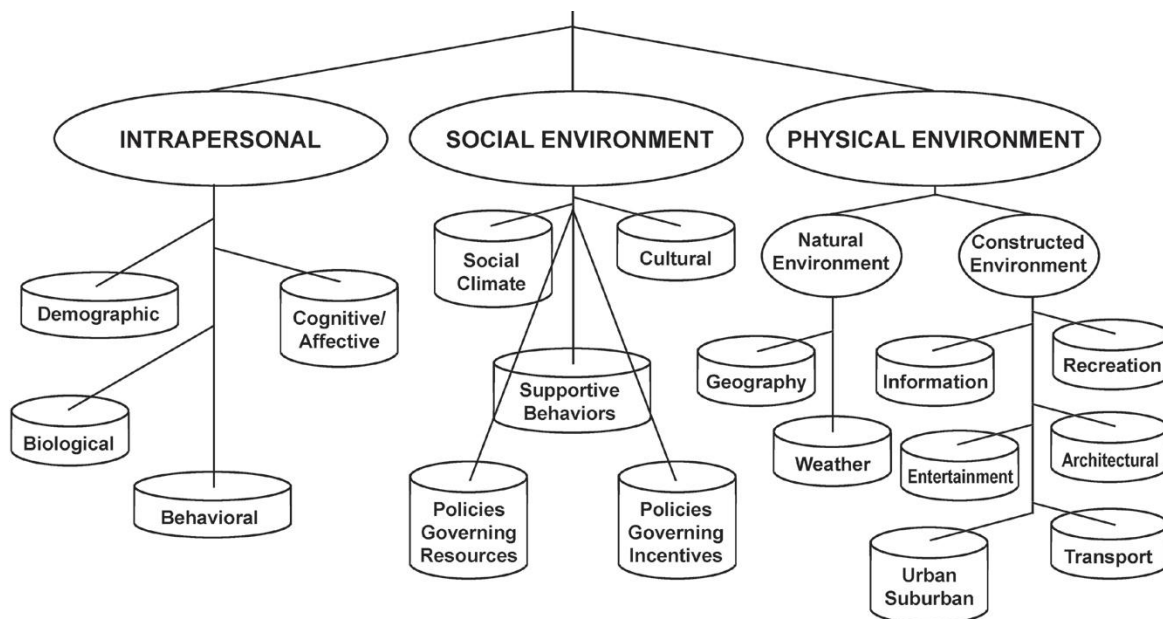 INTRAPERSONAL
SOCIAL ENVIRONMENT
PHYSICAL ENVIRONMENT
Demographic
Cognitive/
Affective
Biological
Behavioral
Social
Climate
Cultural
Supportive
Behaviors
Policies
Governing
Resources
Policies
Governing
Incentives
Natural
Environment
Geography
Weather
Constructed
Environment
Information
Recreation
Entertainment
Architectural
Urban
Suburban
Transport